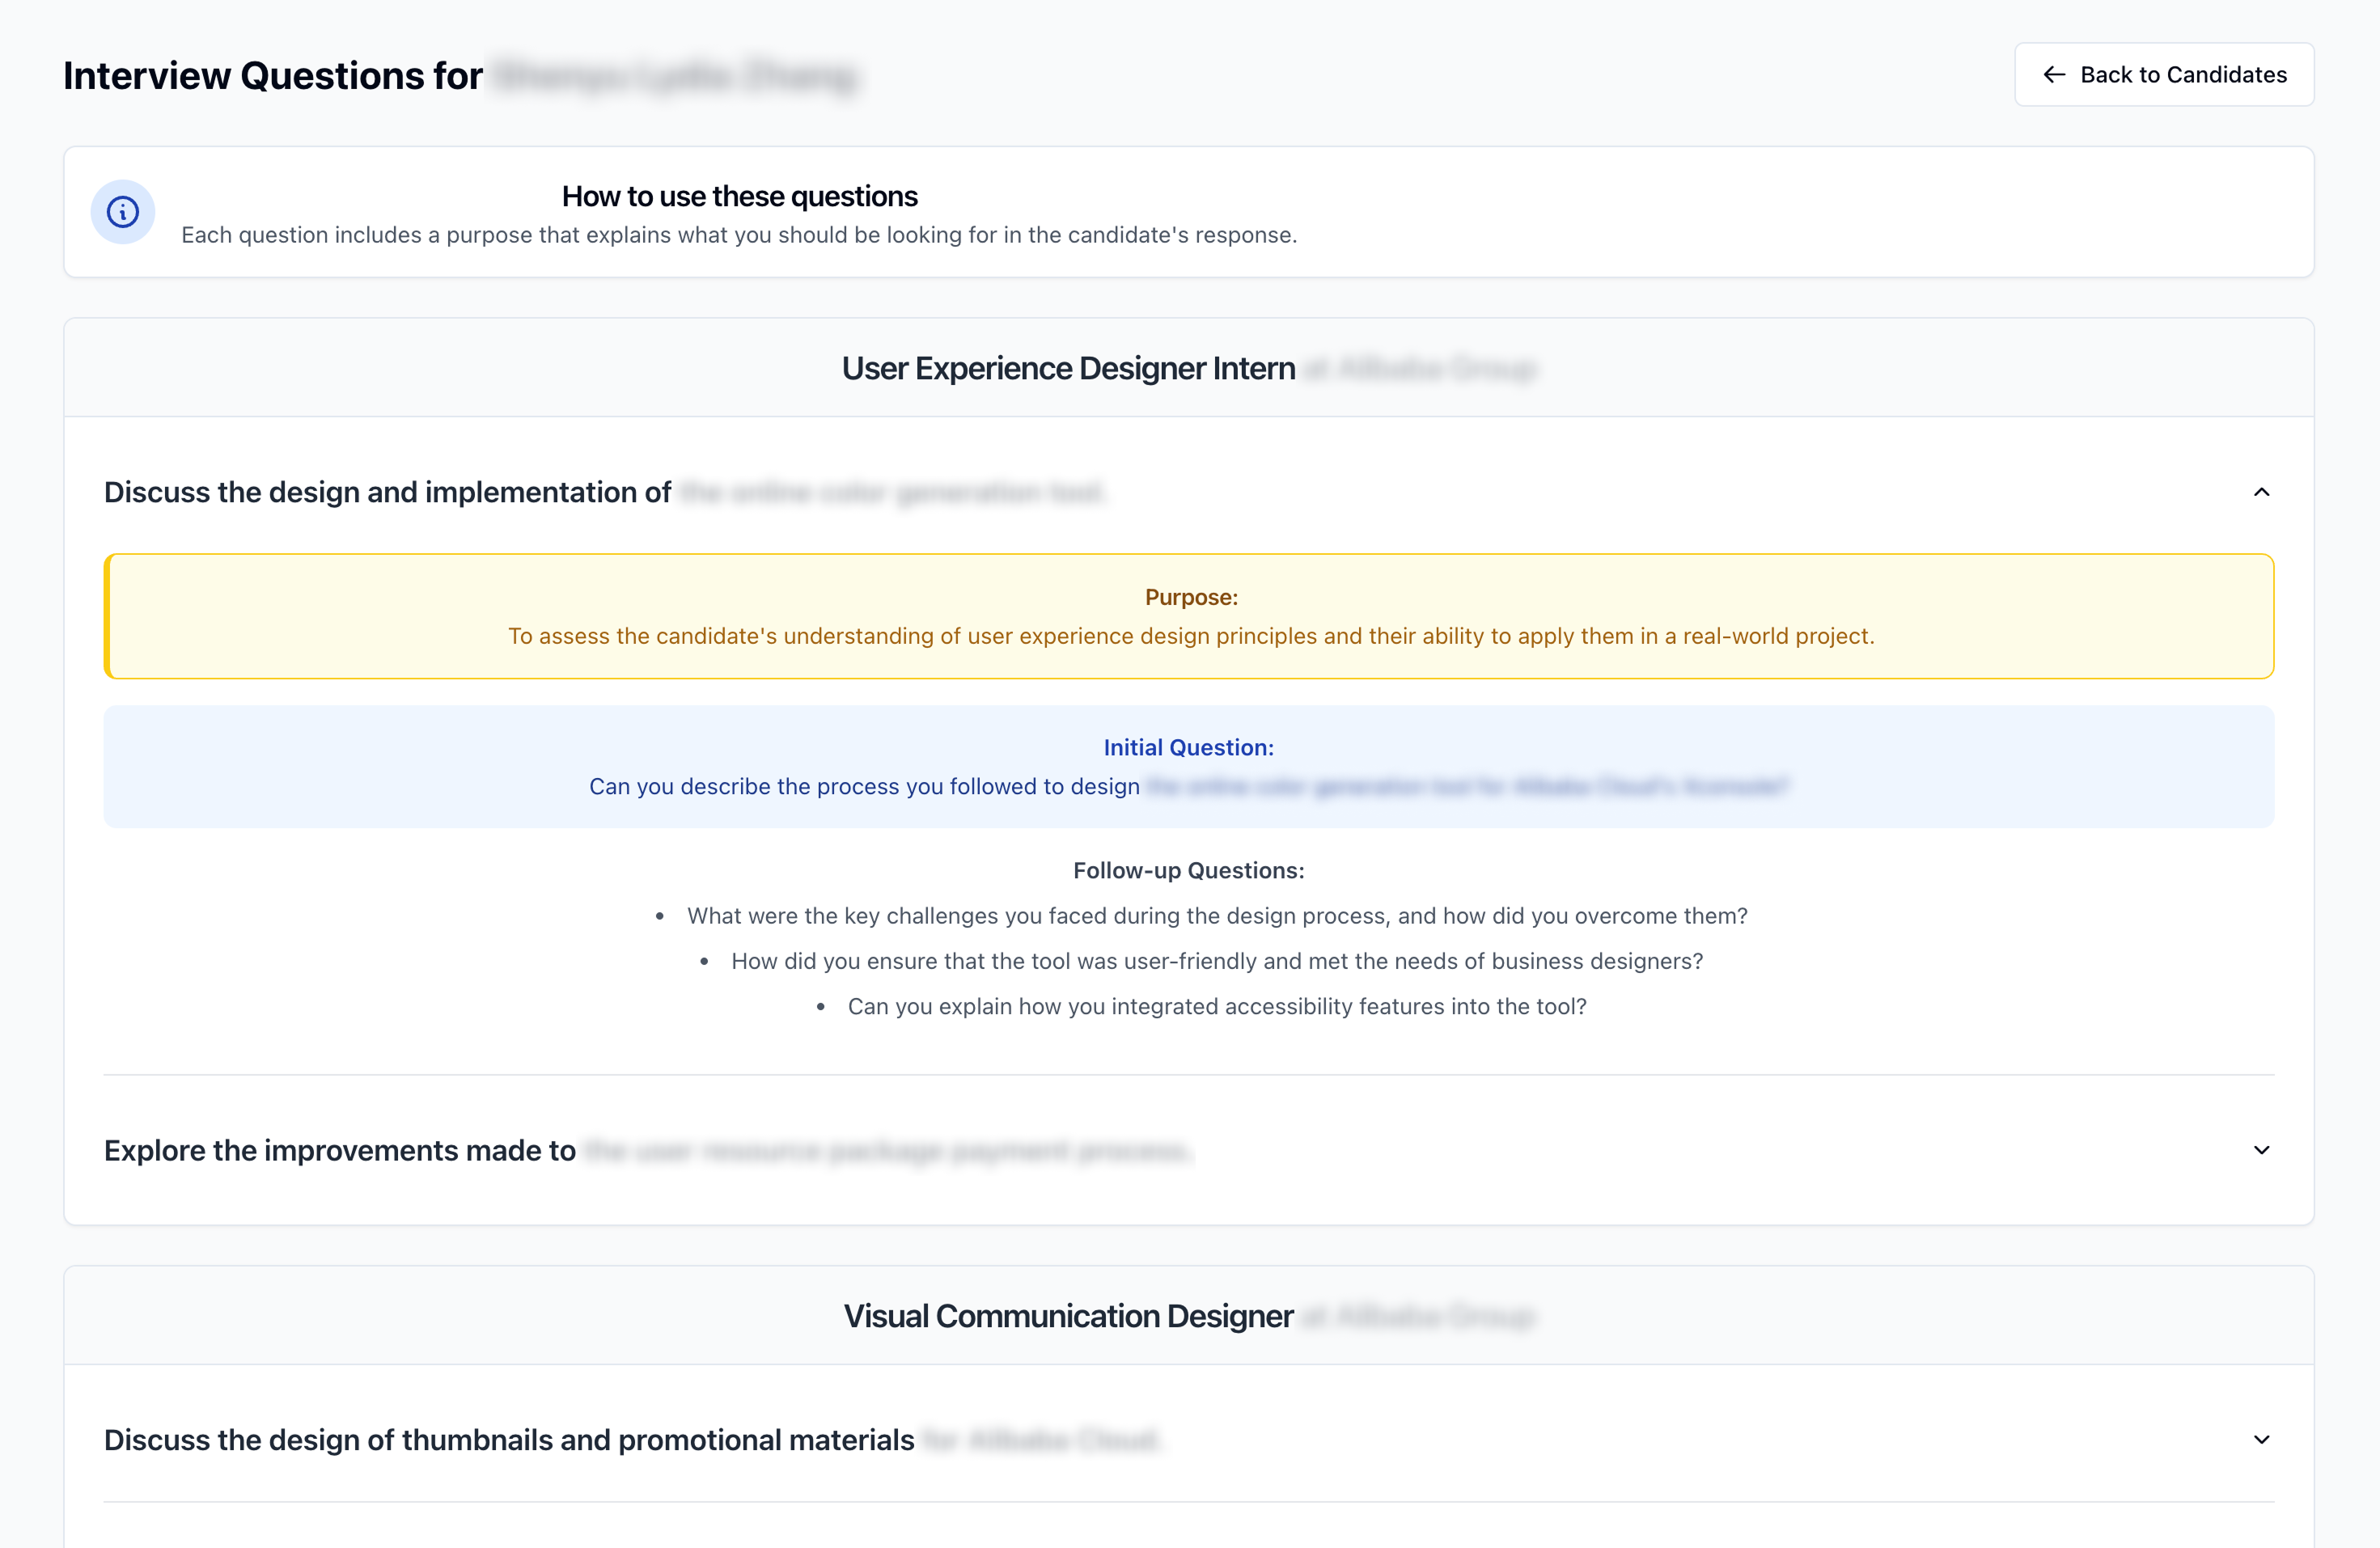 Interview Questions for
Back to Candidates
How to use these questions
Each question includes a purpose that explains what you should be looking for in the candidate's response.
User Experience Designer Intern
Discuss the design and implementation of
Purpose:
To assess the candidate's understanding of user experience design principles and their ability to apply them in a real-world project.
Initial Question:
Can you describe the process you followed to design
Follow-up Questions:
• What were the key challenges you faced during the design process, and how did you overcome them?
• How did you ensure that the tool was user-friendly and met the needs of business designers?
• Can you explain how you integrated accessibility features into the tool?
Explore the improvements made to
Visual Communication Designer
Discuss the design of thumbnails and promotional materials